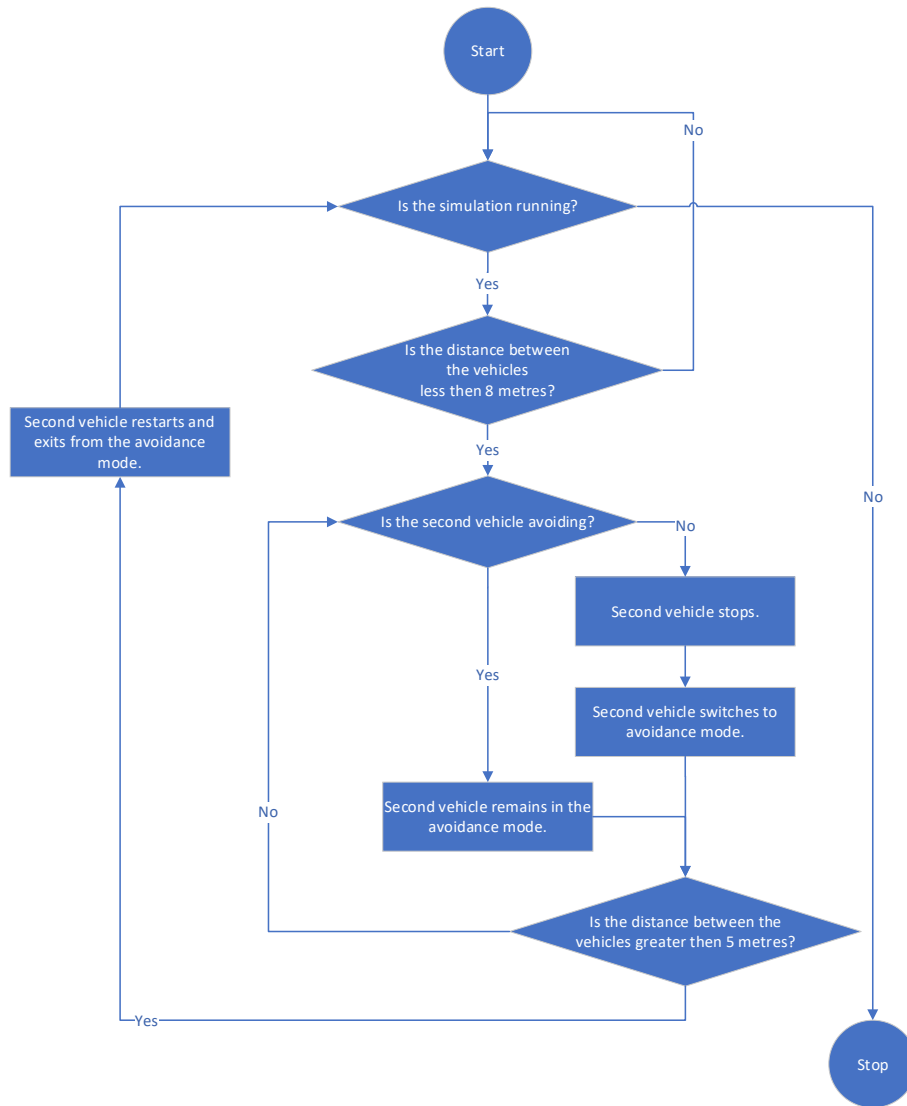 Start
No
Is the simulation running?
Yes
Is the distance between
the vehicles
less then 8 metres?
Second vehicle restarts and
exits from the avoidance
mode.
Yes
No
Is the second vehicle avoiding?
No
Second vehicle stops.
Yes
Second vehicle switches to
avoidance mode.
No
Second vehicle remains in the
avoidance mode.
Is the distance between the
vehicles greater then 5 metres?
Yes
Stop